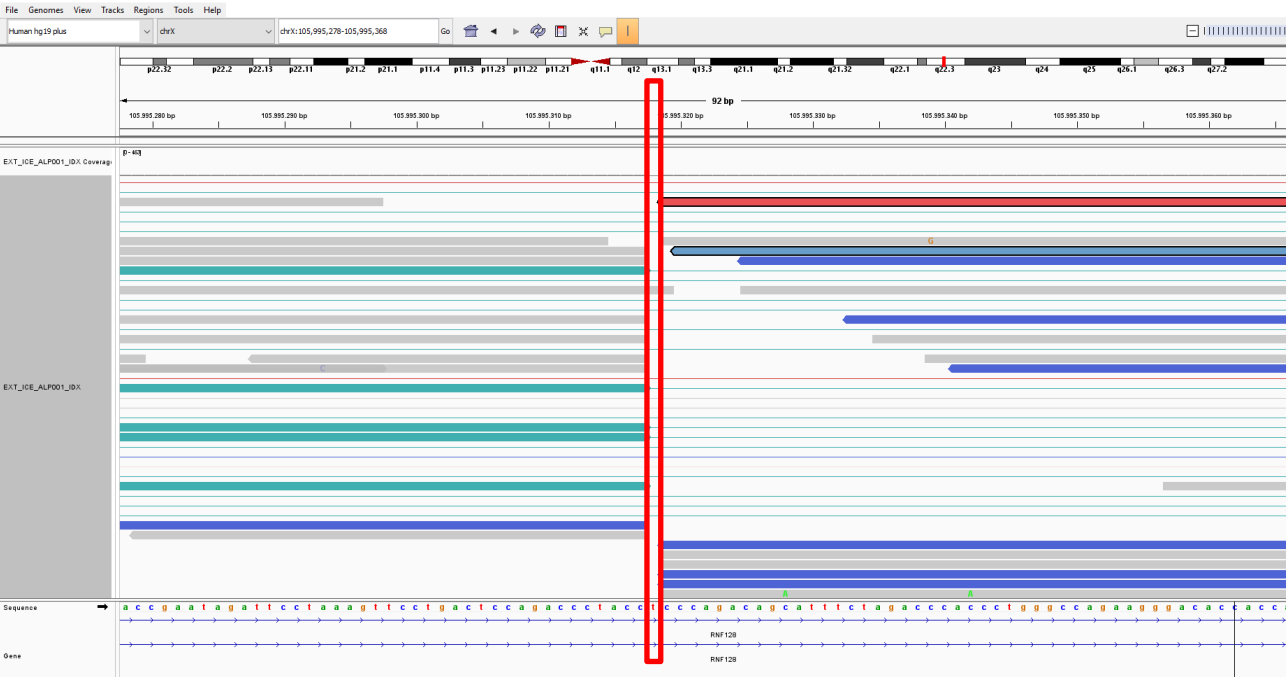 File Genomes View Tracks Regions Tools Help
Human hg19 plus chrX chrX:105,995,278-105,995,368 Go
p22.32 p22.2 p22.13 p22.11 p21.2 p21.1 p11.4 p11.3 p11.23 p11.22 p11.21 q11.1 q12 q13.1 q13.3 q21.1 q21.2 q21.32 q22.1 q22.3 q23 q24 q25 q26.1 q26.3 q27.2
92 bp
105,995,280 bp 105,995,290 bp 105,995,300 bp 105,995,310 bp 5,995,320 bp 105,995,330 bp 105,995,340 bp 105,995,350 bp 105,995,360 bp
[0 - 463]
EXT_ICE_ALP001_IDX Coverag
G
C
EXT_ICE_ALP001_IDX
A A
Sequence a c c g a a t a g a t t c c t a a a g t t c c t g a c t c c a g a c c c t a c c t c c c a g a c a g c a t t t c t a g a c c c a c c c t g g g c c a g a a g g g a c a c c a c c
RNF128
Gene
RNF128